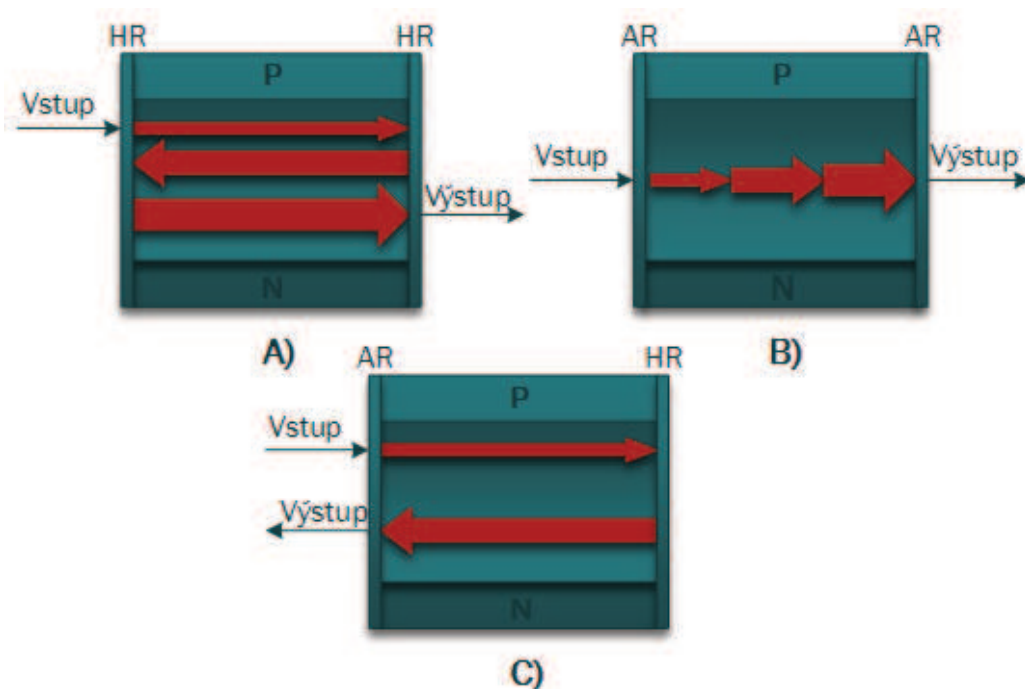 HR HR
P
Vstup
Výstup
N
A)
AR AR
P
Vstup
Výstup
N
B)
AR HR
P
Vstup
Výstup
N
C)